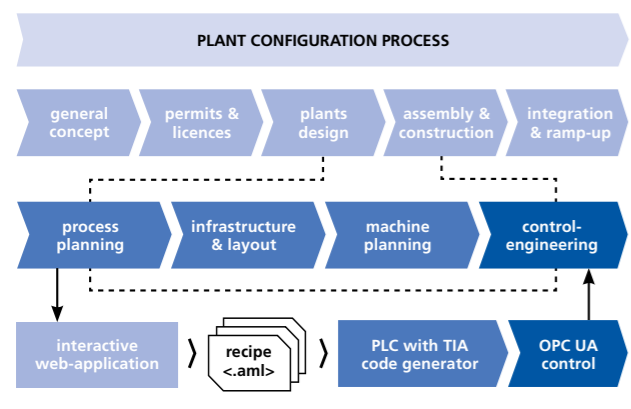 PLANT CONFIGURATION PROCESS
general
concept
permits &
licences
plants
design
assembly &
construction
integration
& ramp-up
process
planning
infrastructure
& layout
machine
planning
control-
engineering
interactive
web-application
recipe
<.aml>
PLC with TIA
code generator
OPC UA
control